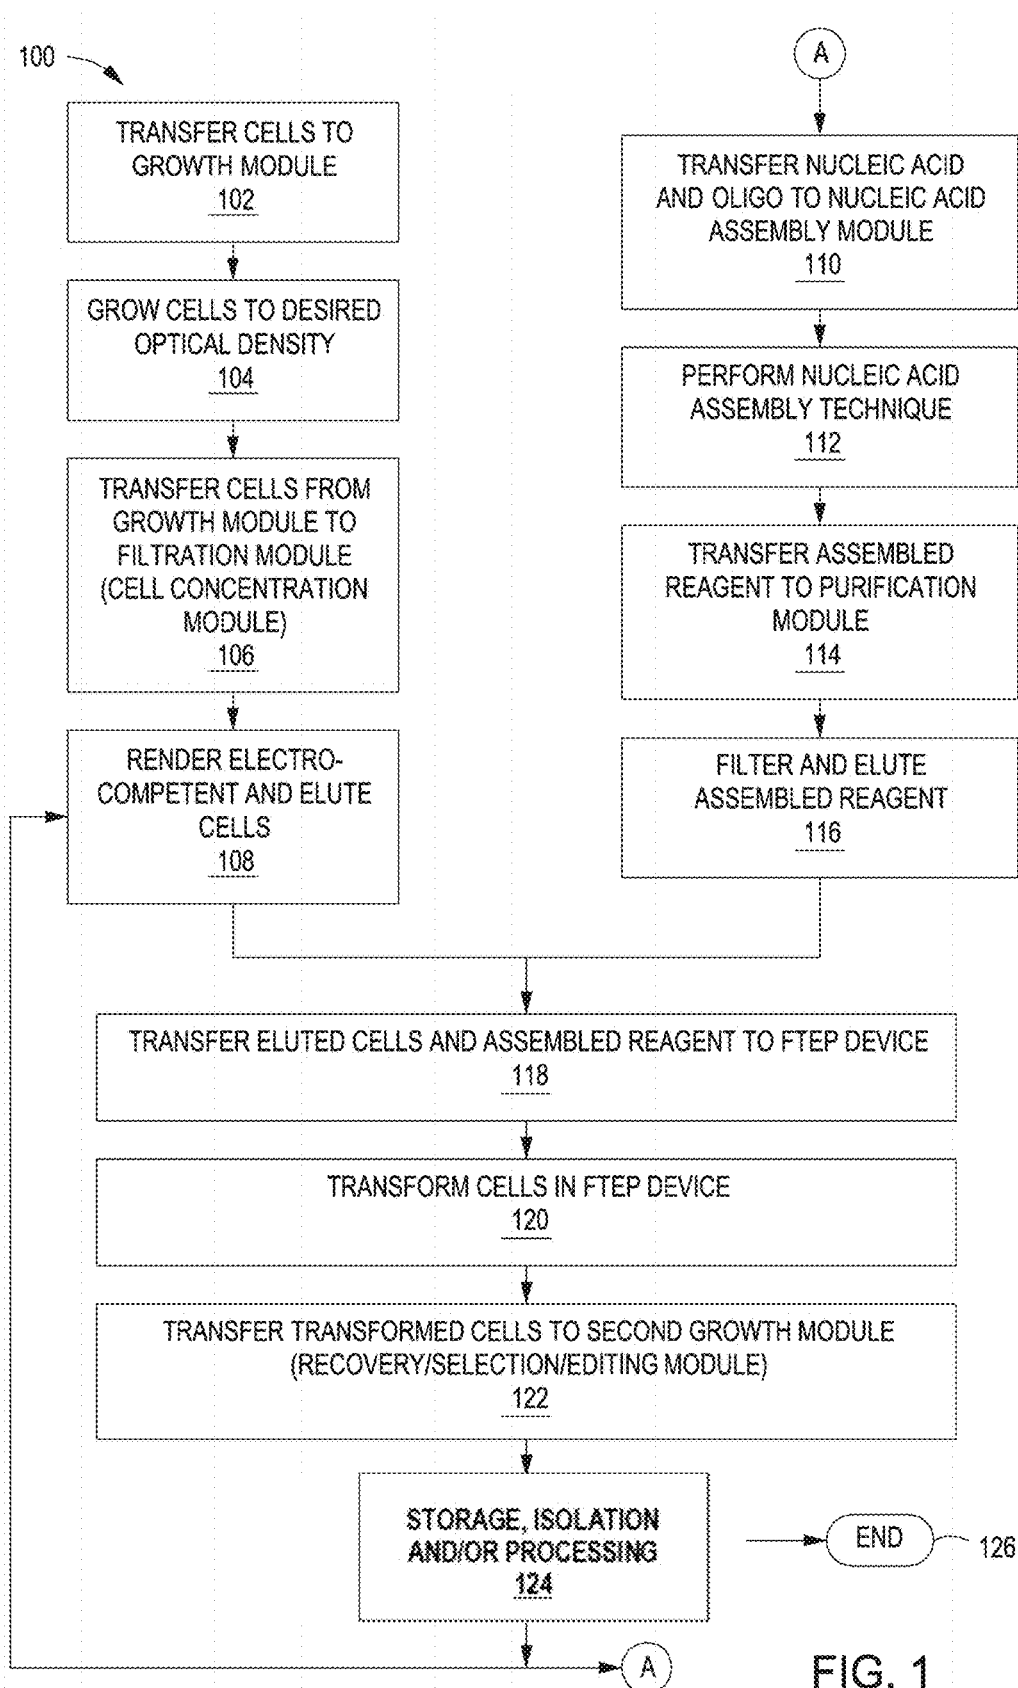 100
TRANSFER CELLS TO
GROWTH MODULE
102
GROW CELLS TO DESIRED
OPTICAL DENSITY
104
TRANSFER CELLS FROM
GROWTH MODULE TO
FILTRATION MODULE
(CELL CONCENTRATION
MODULE)
106
RENDER ELECTRO-
COMPETENT AND ELUTE
CELLS
108
A
TRANSFER NUCLEIC ACID
AND OLIGO TO NUCLEIC ACID
ASSEMBLY MODULE
110
PERFORM NUCLEIC ACID
ASSEMBLY TECHNIQUE
112
TRANSFER ASSEMBLED
REAGENT TO PURIFICATION
MODULE
114
FILTER AND ELUTE
ASSEMBLED REAGENT
116
TRANSFER ELUTED CELLS AND ASSEMBLED REAGENT TO FTEP DEVICE
118
TRANSFORM CELLS IN FTEP DEVICE
120
TRANSFER TRANSFORMED CELLS TO SECOND GROWTH MODULE
(RECOVERY/SELECTION/EDITING MODULE)
122
STORAGE, ISOLATION
AND/OR PROCESSING
124
END
126
A
FIG. 1